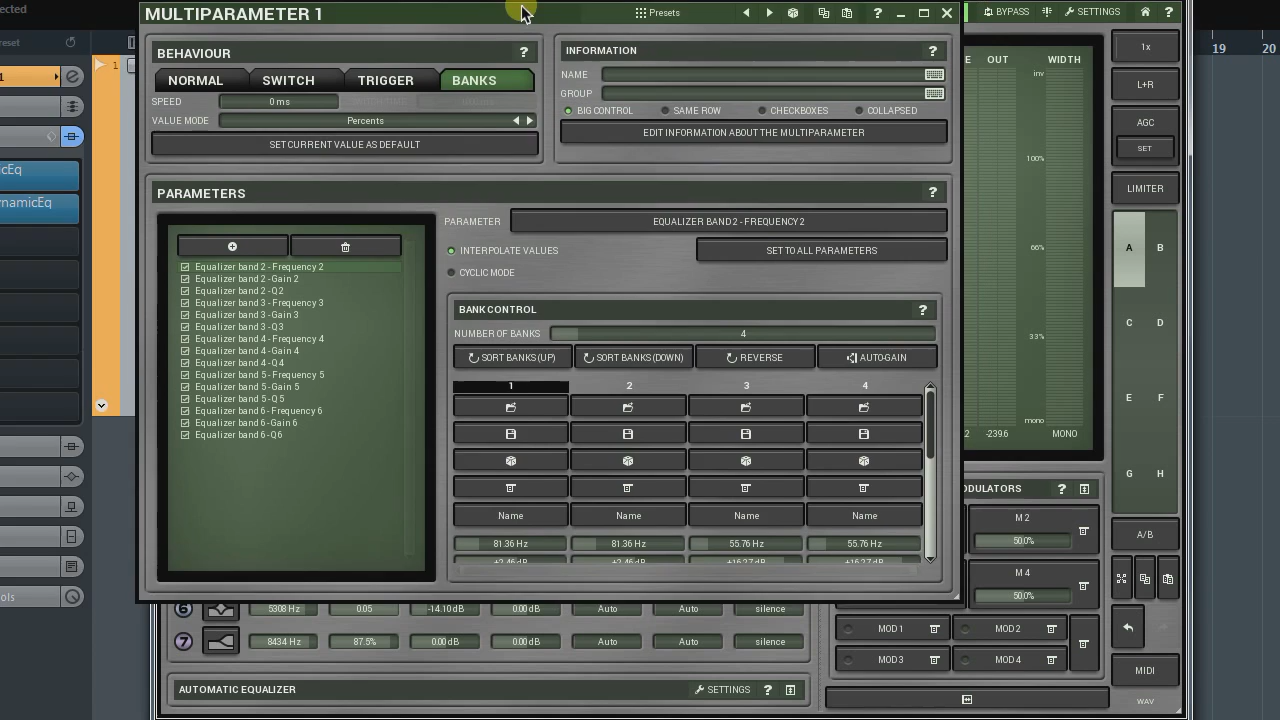 ected
MULTIPARAMETER 1
Presets
?
BYPASS
SETTINGS
?
eset
1
BEHAVIOUR
?
NORMAL
SWITCH
TRIGGER
BANKS
SPEED
0 ms
VALUE MODE
Percents
SET CURRENT VALUE AS DEFAULT
INFORMATION
?
NAME
GROUP
BIG CONTROL
SAME ROW
CHECKBOXES
COLLAPSED
EDIT INFORMATION ABOUT THE MULTIPARAMETER
E
OUT
WIDTH
inv
100%
66%
33%
mono
2
-239.6
MONO
1x
L+R
AGC
SET
LIMITER
A
B
C
D
E
F
G
H
A/B
MIDI
WAV
19
20
1
cEq
namicEq
ols
PARAMETERS
?
Equalizer band 2 - Frequency 2
Equalizer band 2 - Gain 2
Equalizer band 2 - Q2
Equalizer band 3 - Frequency 3
Equalizer band 3 - Gain 3
Equalizer band 3 - Q3
Equalizer band 4 - Frequency 4
Equalizer band 4 - Gain 4
Equalizer band 4 - Q4
Equalizer band 5 - Frequency 5
Equalizer band 5 - Gain 5
Equalizer band 5 - Q5
Equalizer band 6 - Frequency 6
Equalizer band 6 - Gain 6
Equalizer band 6 - Q6
PARAMETER
EQUALIZER BAND 2 - FREQUENCY 2
INTERPOLATE VALUES
SET TO ALL PARAMETERS
CYCLIC MODE
BANK CONTROL
?
NUMBER OF BANKS
4
SORT BANKS (UP)
SORT BANKS (DOWN)
REVERSE
AUTO-GAIN
1
2
3
4
Name
Name
Name
Name
81.36 Hz
81.36 Hz
55.76 Hz
55.76 Hz
ODULATORS
?
M 2
50.0%
M 4
50.0%
MOD 1
MOD 2
MOD 3
MOD 4
6
5308 Hz
0.05
-14.10 dB
0.00 dB
Auto
Auto
silence
7
8434 Hz
87.5%
0.00 dB
0.00 dB
Auto
Auto
silence
AUTOMATIC EQUALIZER
SETTINGS
?